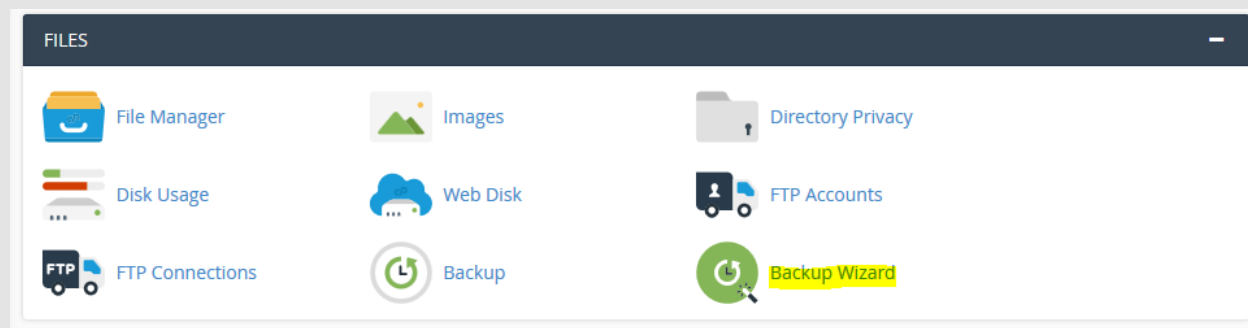 FILES
File Manager
Images
Directory Privacy
Disk Usage
Web Disk
FTP Accounts
FTP
FTP Connections
Backup
Backup Wizard